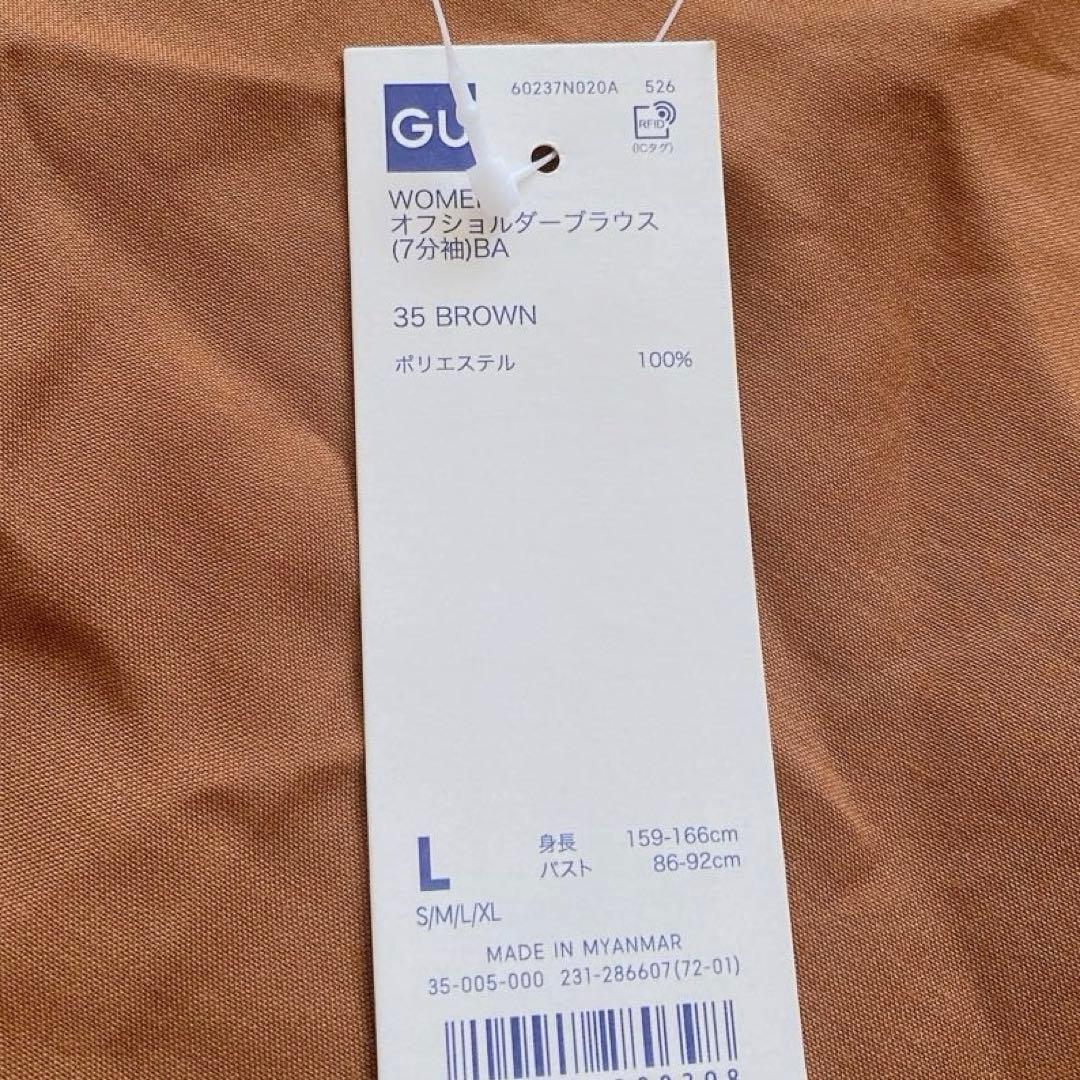 60237N020A 526
GU
RFID
(ICタグ)
オフショルダーブラウス
(7分袖)BA
35 BROWN
ポリエステル 100%
L 身長 159-166cm
バスト 86-92cm
S/M/L/XL
MADE IN MYANMAR
35-005-000 231-286607(72-01)